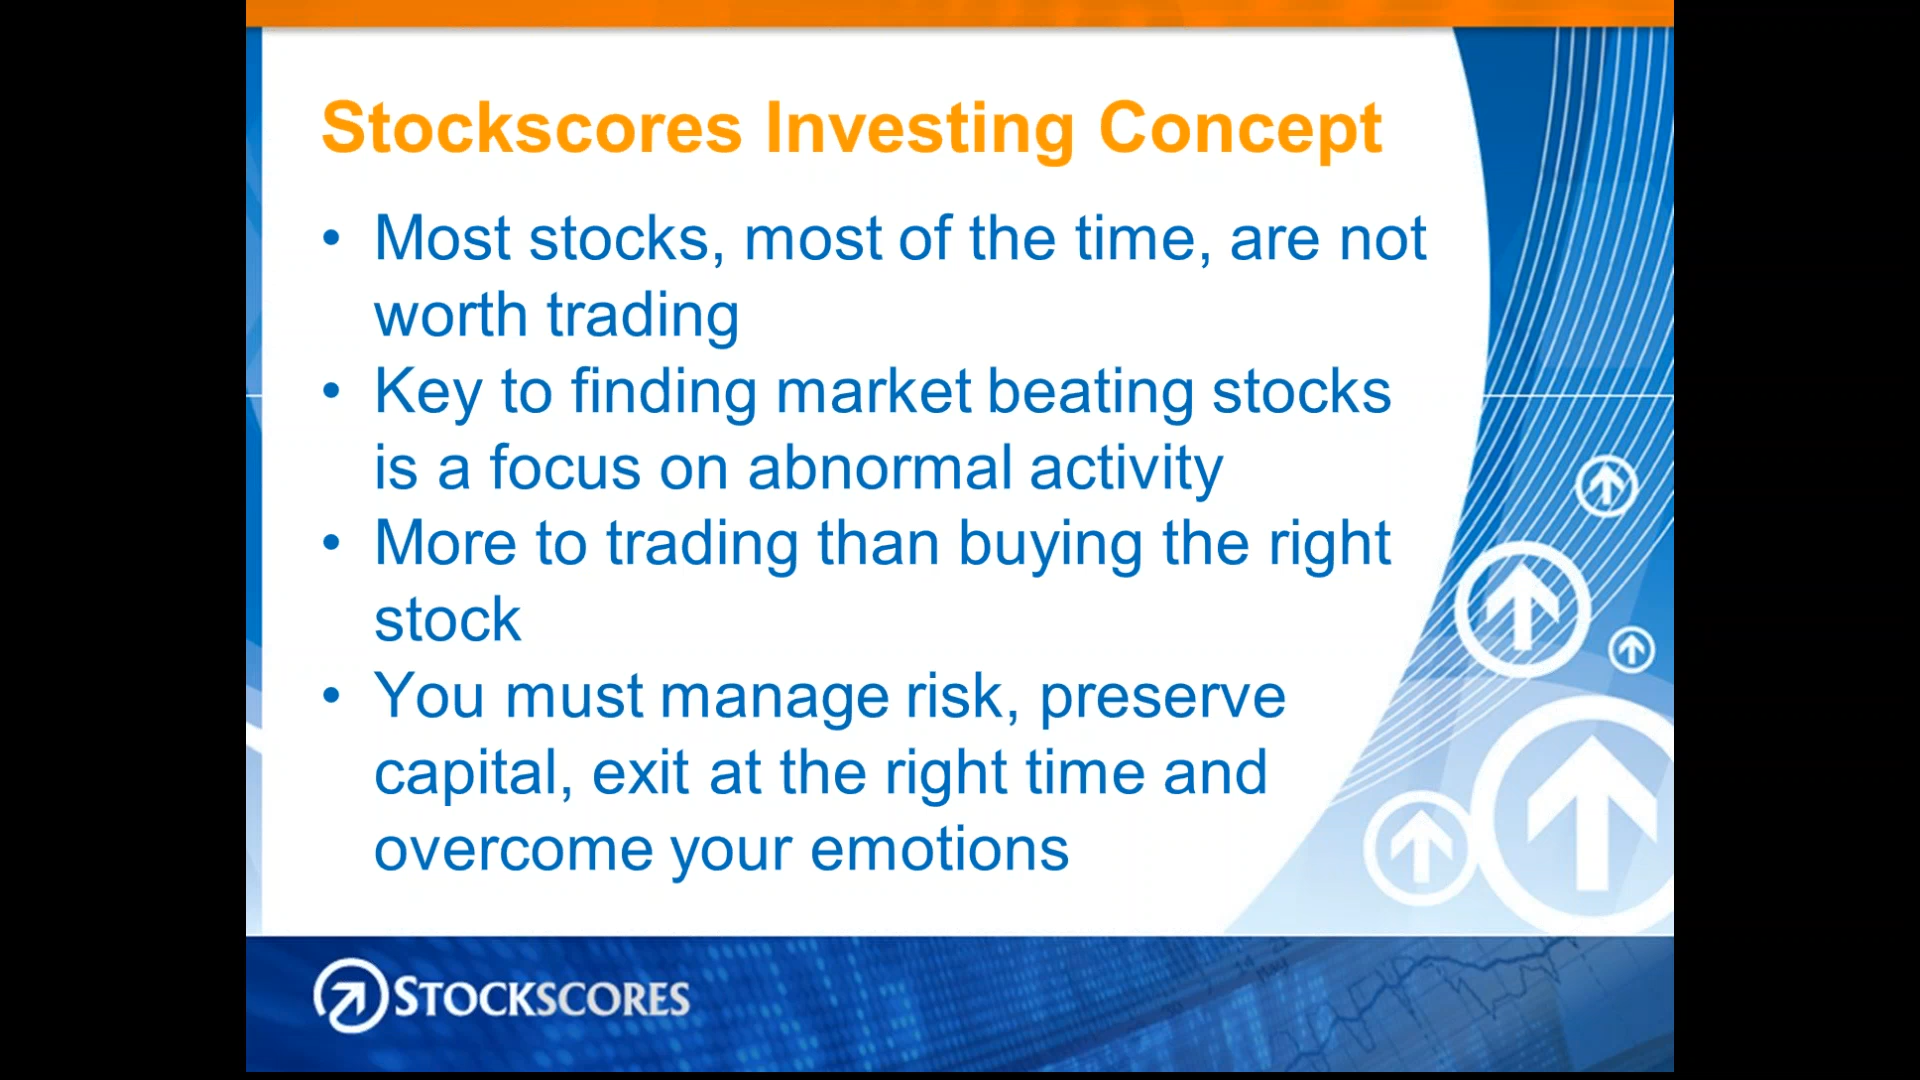 Stockscores Investing Concept
• Most stocks, most of the time, are not
worth trading
• Key to finding market beating stocks
is a focus on abnormal activity
• More to trading than buying the right
stock
• You must manage risk, preserve
capital, exit at the right time and
overcome your emotions
STOCKSCORES